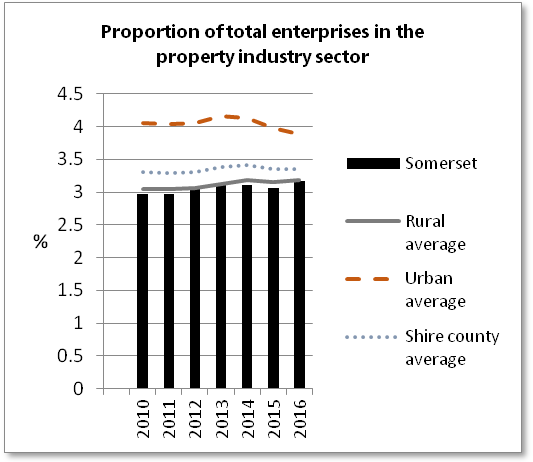 Proportion of total enterprises in the
property industry sector
4.5
4
3.5
3
2.5
2
1.5
1
0.5
0
%
2010
2011
2012
2013
2014
2015
2016
Somerset
Rural
average
Urban
average
Shire county
average